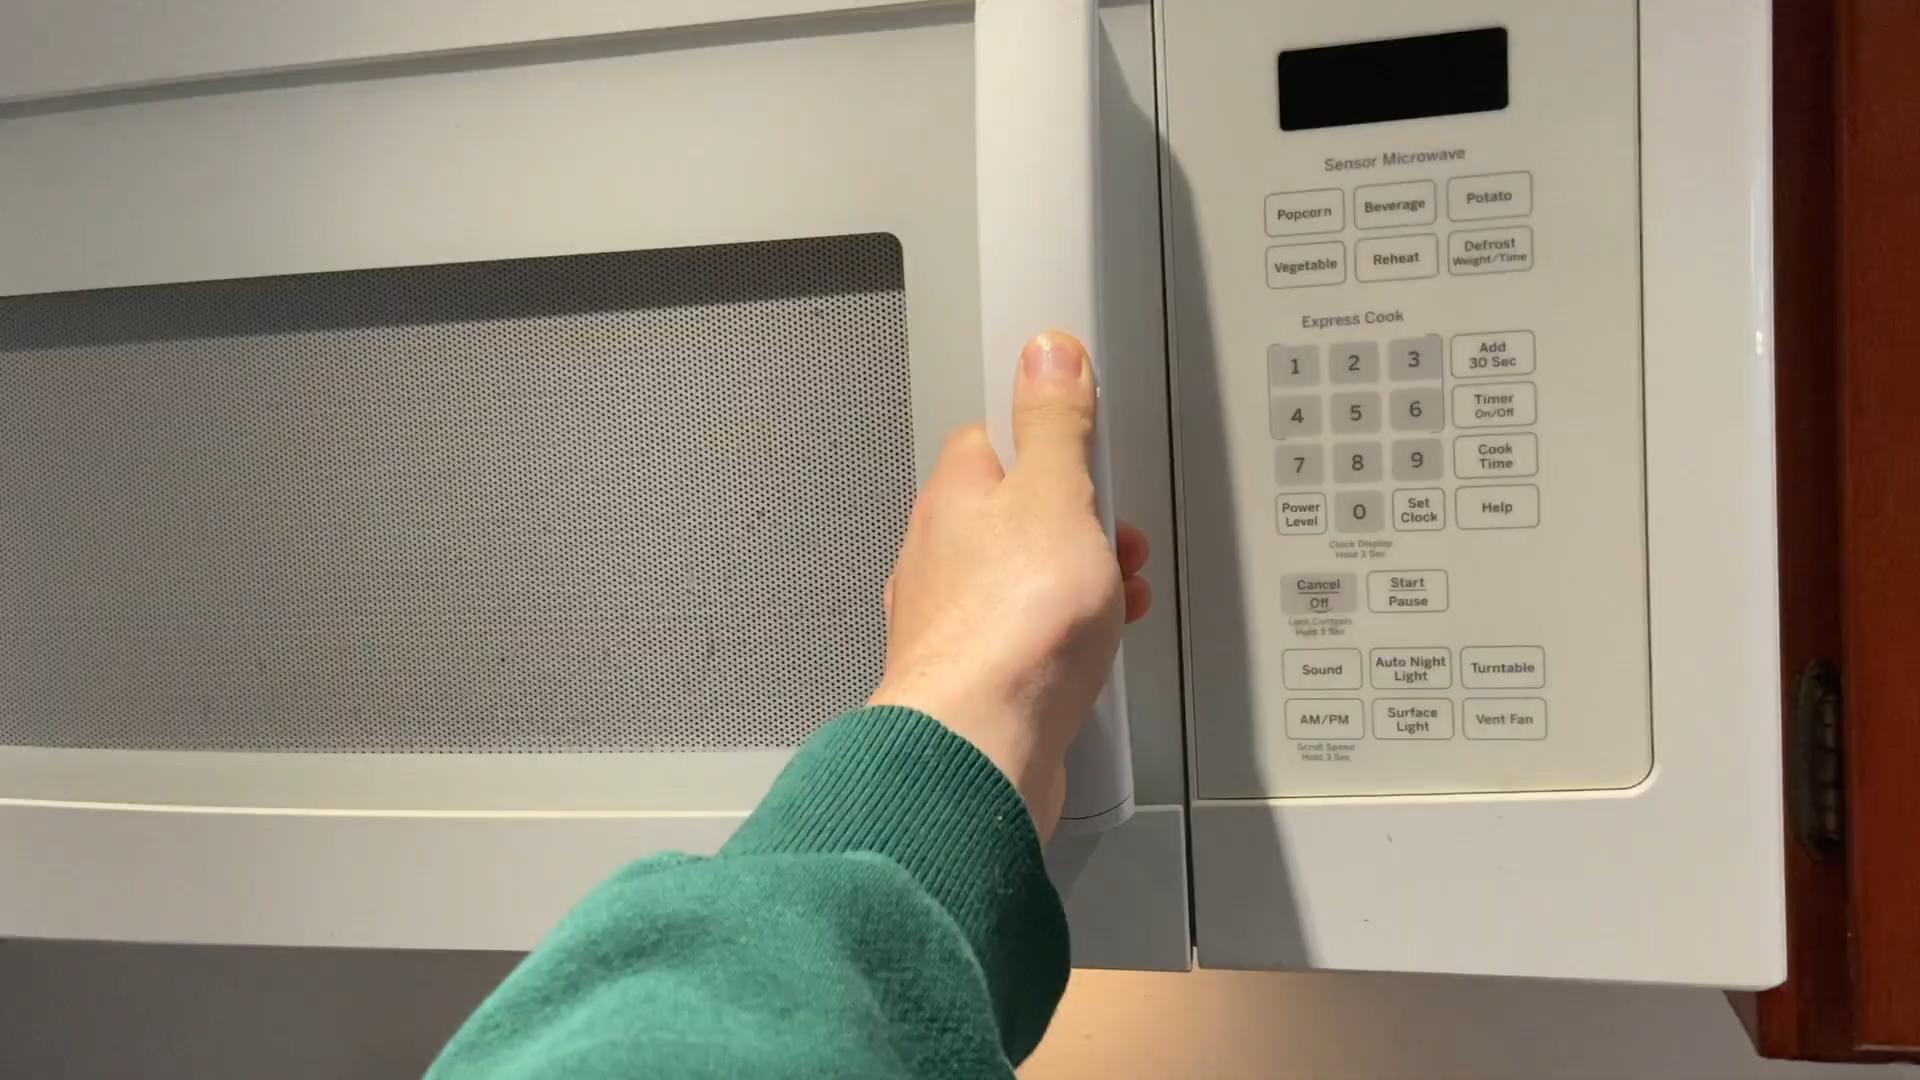 Sensor Microwave
Popcorn
Beverage
Potato
Vegetable
Reheat
Defrost
Weight/Time
Express Cook
1
2
3
Add
30 Sec
4
5
6
Timer
On/Off
7
8
9
Cook
Time
Power
Level
0
Set
Clock
Help
Clock Display
Hold 3 Sec
Cancel
Off
Start
Pause
Lock Controls
Hold 3 Sec
Sound
Auto Night
Light
Turntable
AM/PM
Surface
Light
Vent Fan
Scroll Speed
Hold 3 Sec